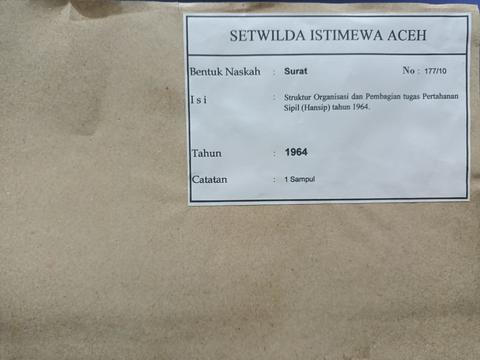 SETWILDA ISTIMEWA ACEH
Bentuk Naskah : Surat No : 177/10
I s i : Struktur Organisasi dan Pembagian tugas Pertahanan
Sipil (Hansip) tahun 1964.
Tahun : 1964
Catatan : 1 Sampul